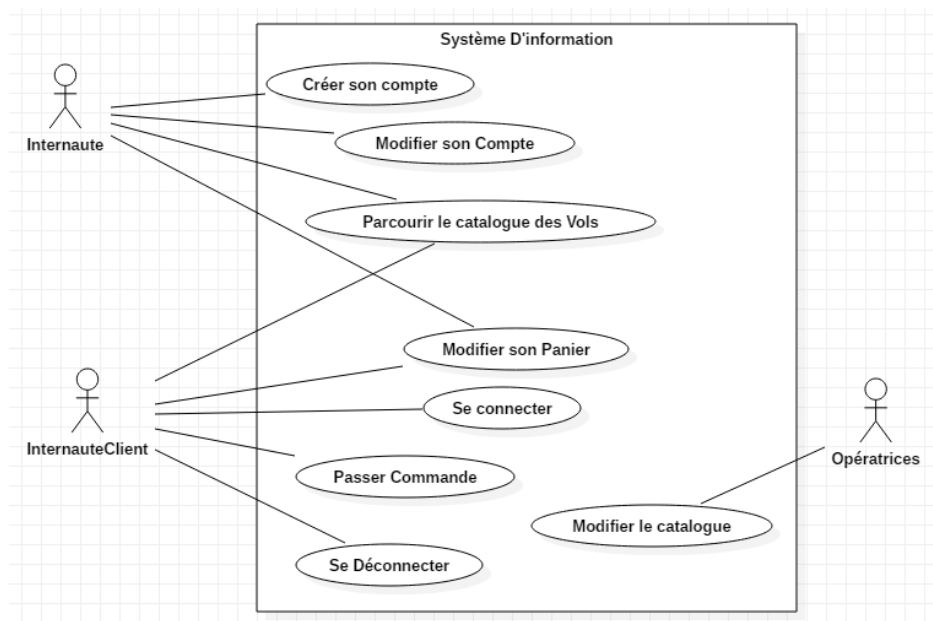 Système D'information
Créer son compte
Internaute
Modifier son Compte
Parcourir le catalogue des Vols
Modifier son Panier
Se connecter
InternauteClient
Opératrices
Passer Commande
Modifier le catalogue
Se Déconnecter